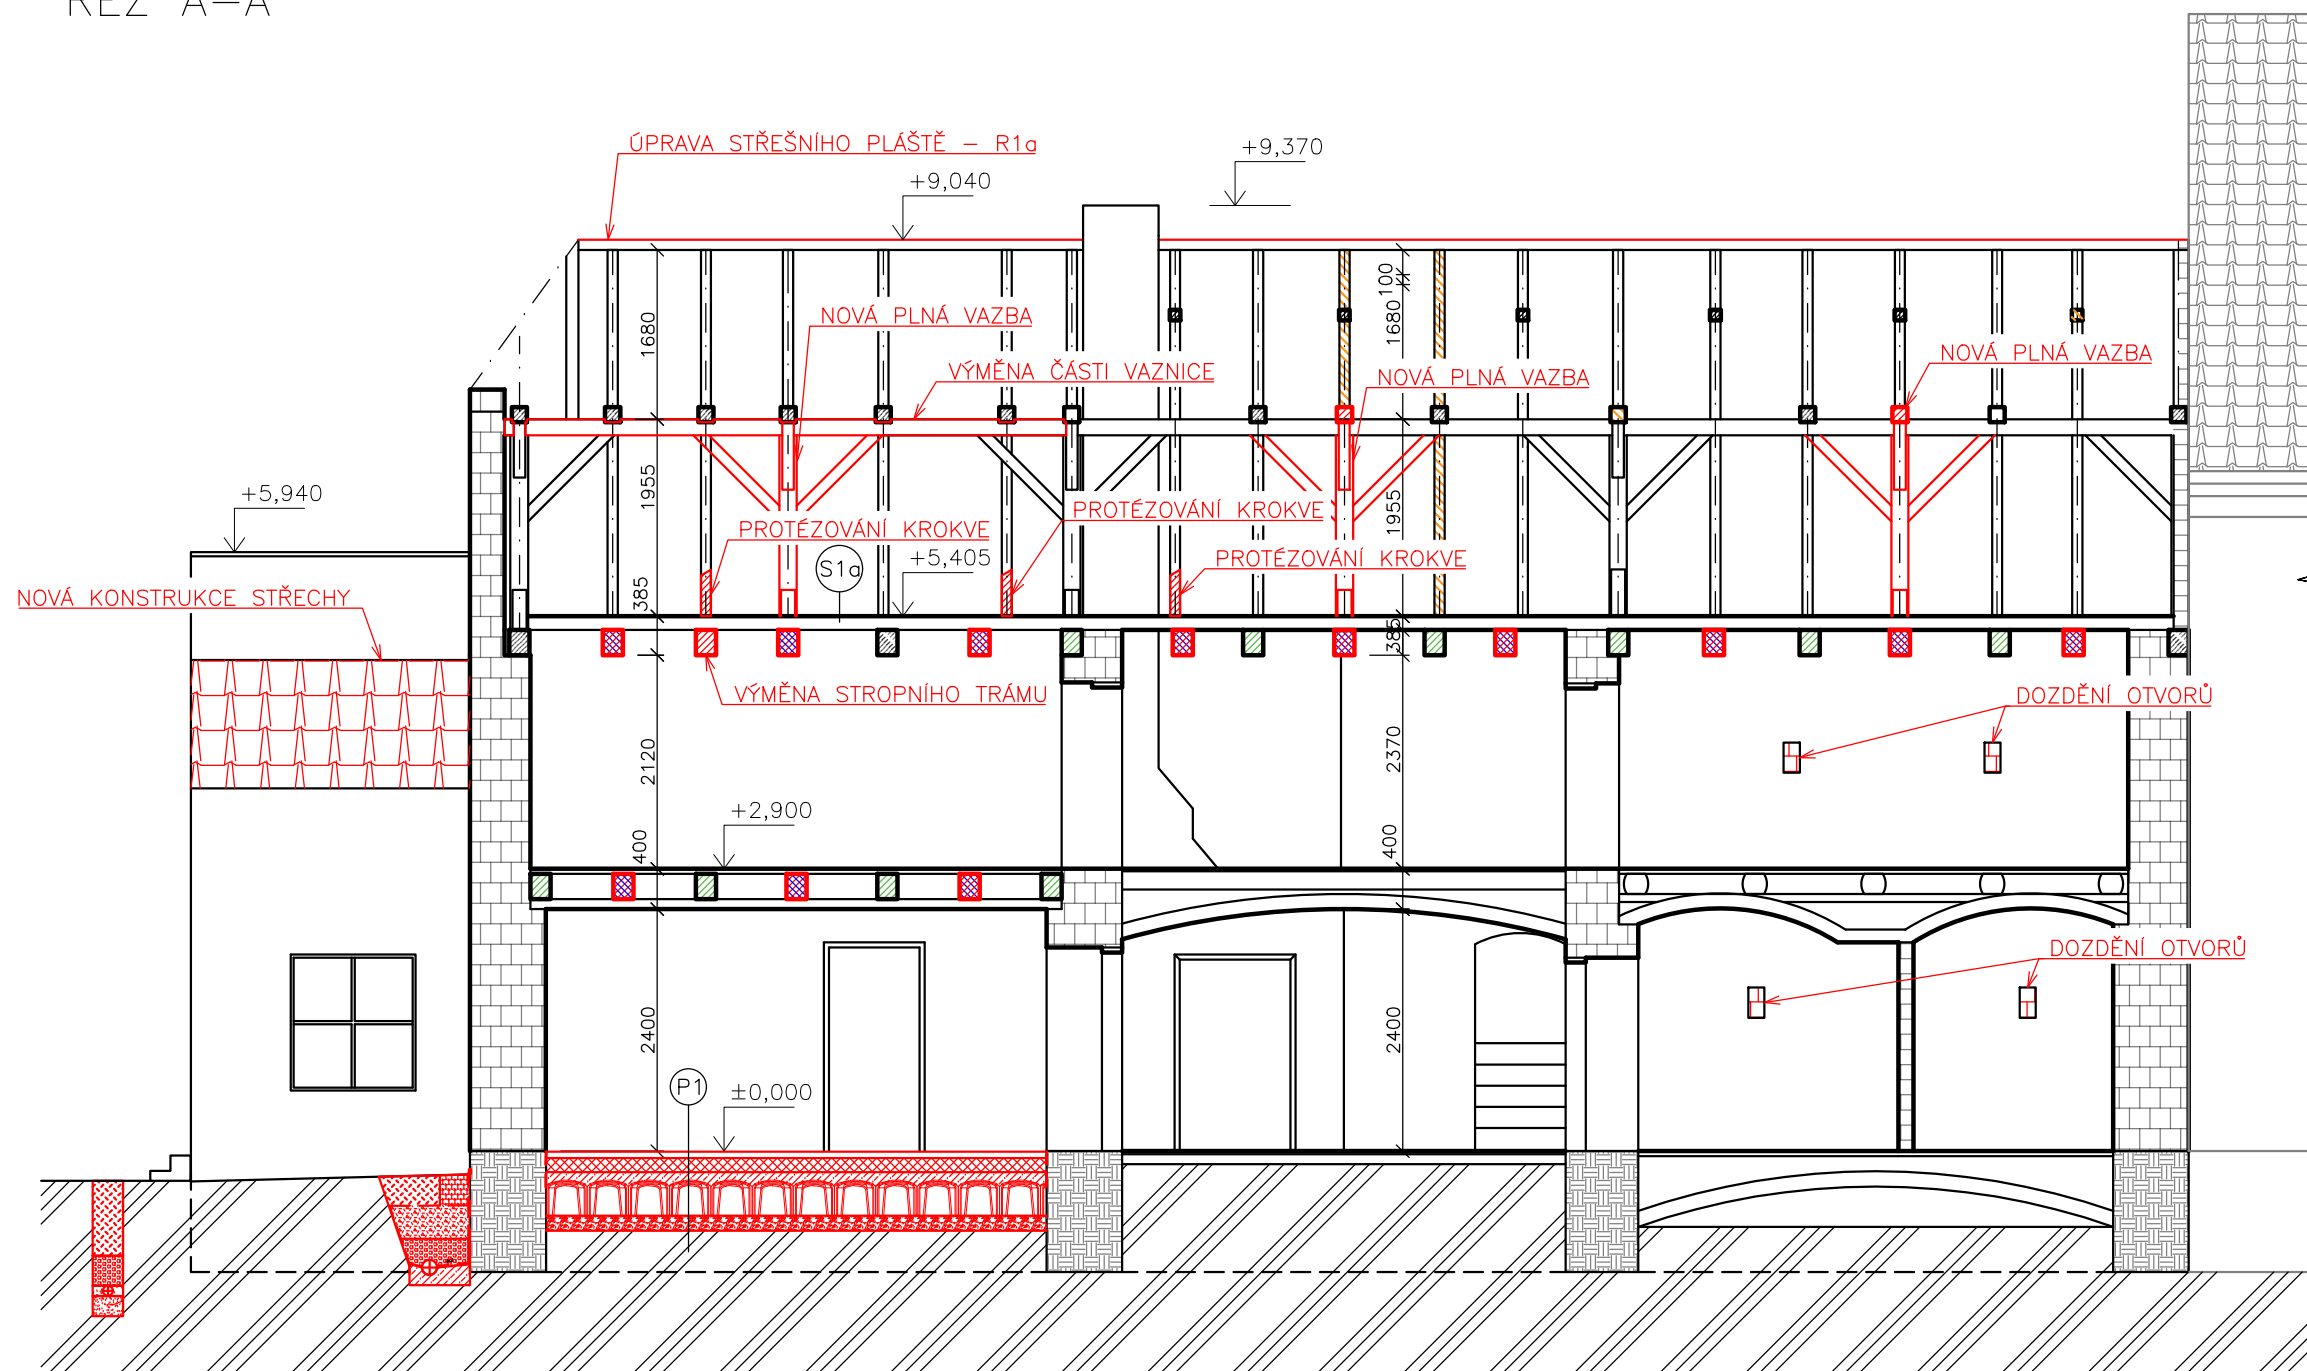 ŘEZ A–A
ÚPRAVA STŘEŠNÍHO PLÁŠTĚ – R1a
+9,370
+9,040
100
NOVÁ PLNÁ VAZBA
1680
1680
NOVÁ PLNÁ VAZBA
VÝMĚNA ČÁSTI VAZNICE
NOVÁ PLNÁ VAZBA
1955
+5,940
1955
PROTÉZOVÁNÍ KROKVE
PROTÉZOVÁNÍ KROKVE
+5,405
PROTÉZOVÁNÍ KROKVE
S1a
385
NOVÁ KONSTRUKCE STŘECHY
385
VÝMĚNA STROPNÍHO TRÁMU
DOZDĚNÍ OTVORŮ
2120
2370
+2,900
400
400
DOZDĚNÍ OTVORŮ
2400
2400
P1
±0,000